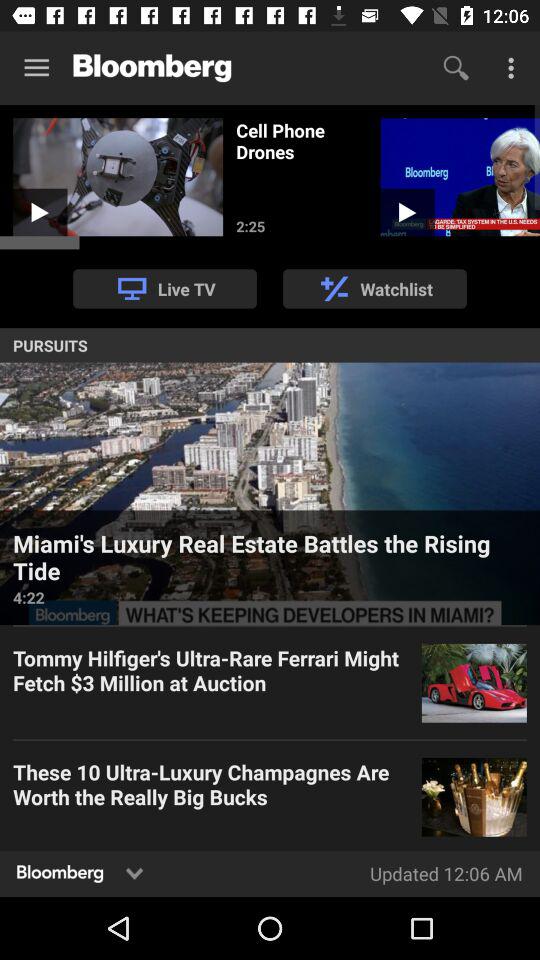 12:06
Bloomberg
Cell Phone
Drones
2:25
Bloomberg
Bl
Bloomberg
LAGARDE: TAX SYSTEM IN THE U.S. NEEDS
TO BE SIMPLIFIED
Live TV
Watchlist
PURSUITS
Miami's Luxury Real Estate Battles the Rising
Tide
4:22
Bloomberg WHAT'S KEEPING DEVELOPERS IN MIAMI?
Tommy Hilfiger's Ultra-Rare Ferrari Might
Fetch $3 Million at Auction
These 10 Ultra-Luxury Champagnes Are
Worth the Really Big Bucks
Bloomberg
Updated 12:06 AM